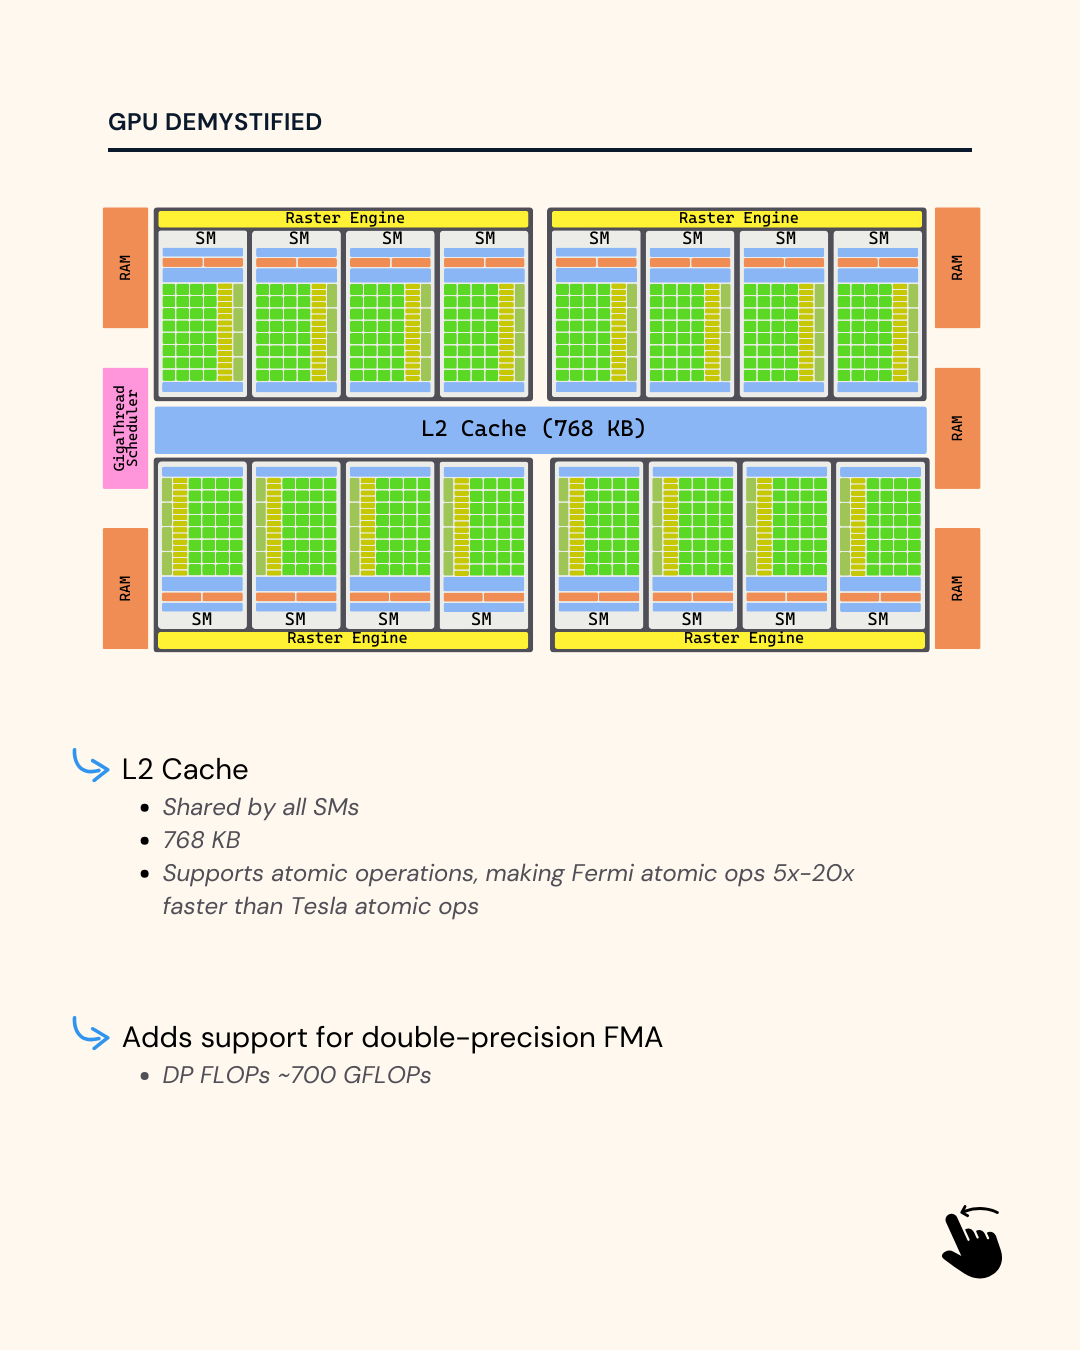 GPU DEMYSTIFIED
Raster Engine
Raster Engine
RAM
SM
SM
SM
SM
SM
SM
SM
SM
RAM
GigaThread
Scheduler
L2 Cache (768 KB)
RAM
RAM
SM
SM
SM
SM
SM
SM
SM
SM
RAM
Raster Engine
Raster Engine
L2 Cache
• Shared by all SMs
• 768 KB
• Supports atomic operations, making Fermi atomic ops 5x-20x
faster than Tesla atomic ops
Adds support for double-precision FMA
• DP FLOPs ~700 GFLOPs